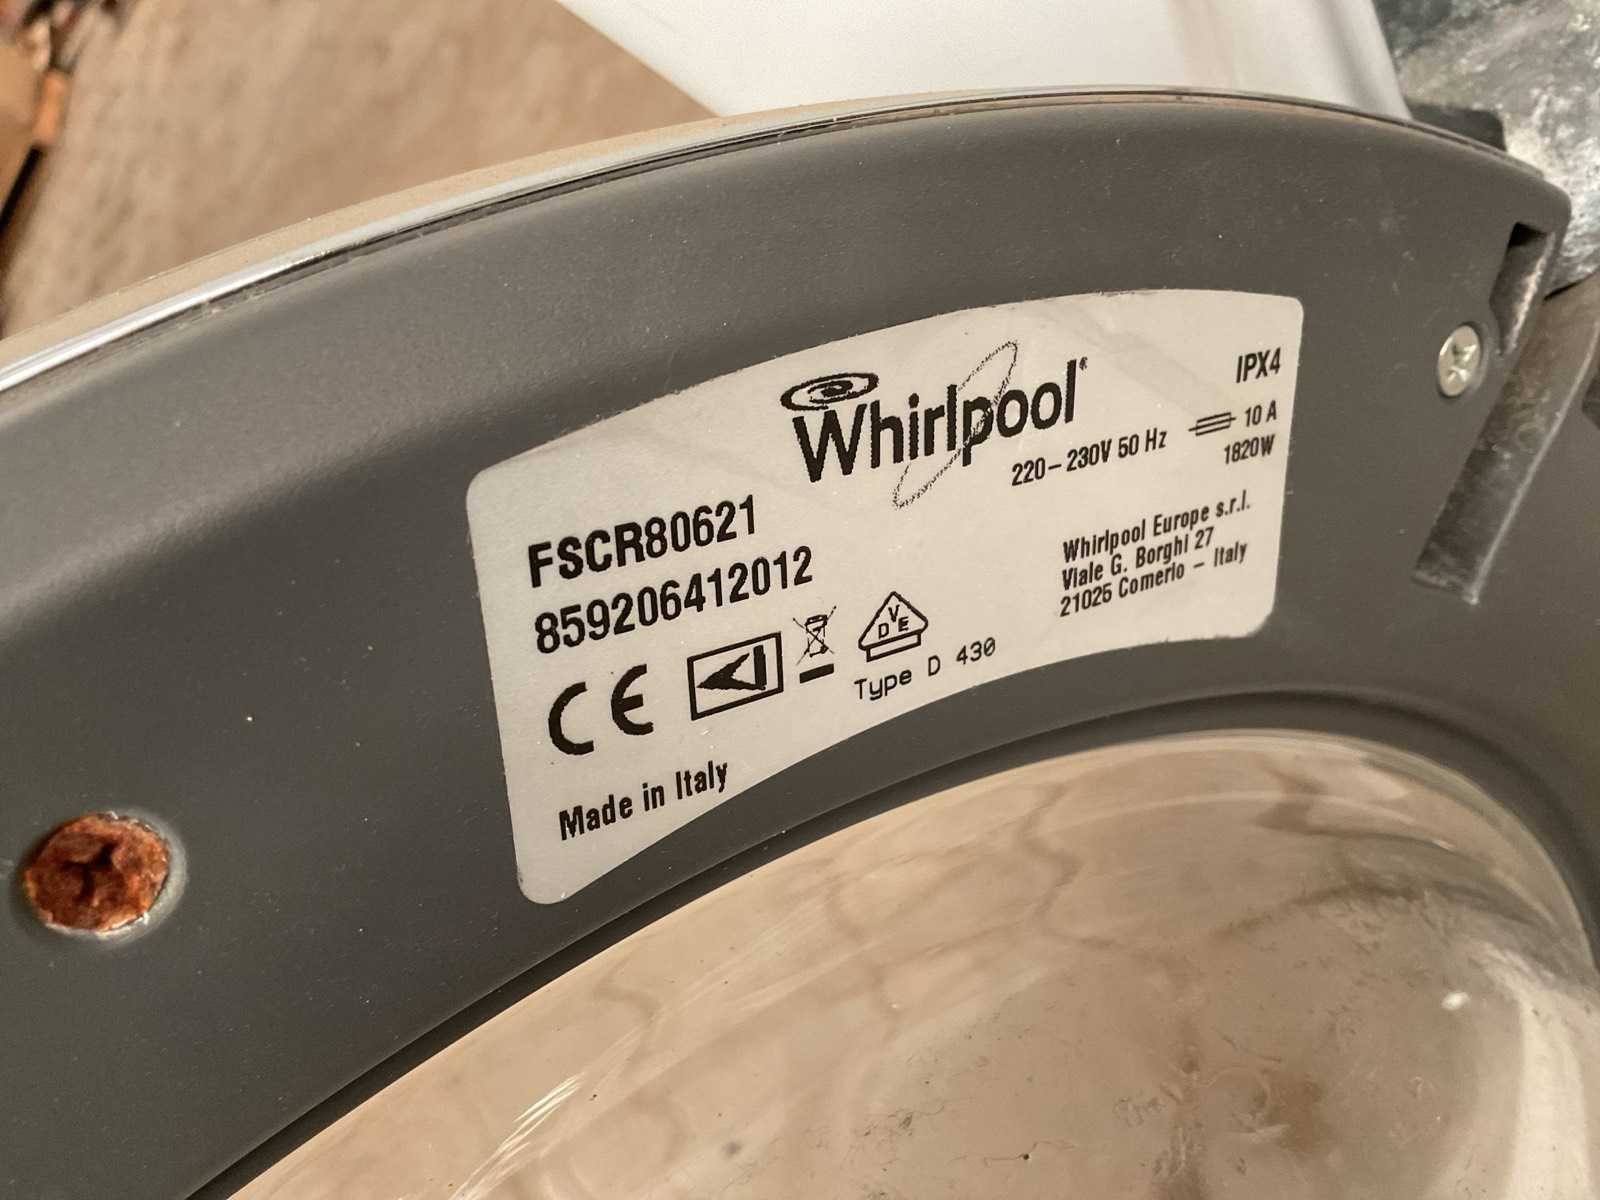 Whirlpool
IPX4
220–230V 50 Hz
10 A
1820W
FSCR80621
859206412012
Whirlpool Europe s.r.l.
Viale G. Borghi 27
21025 Comerio – Italy
CE
VDE
Type D 430
Made in Italy